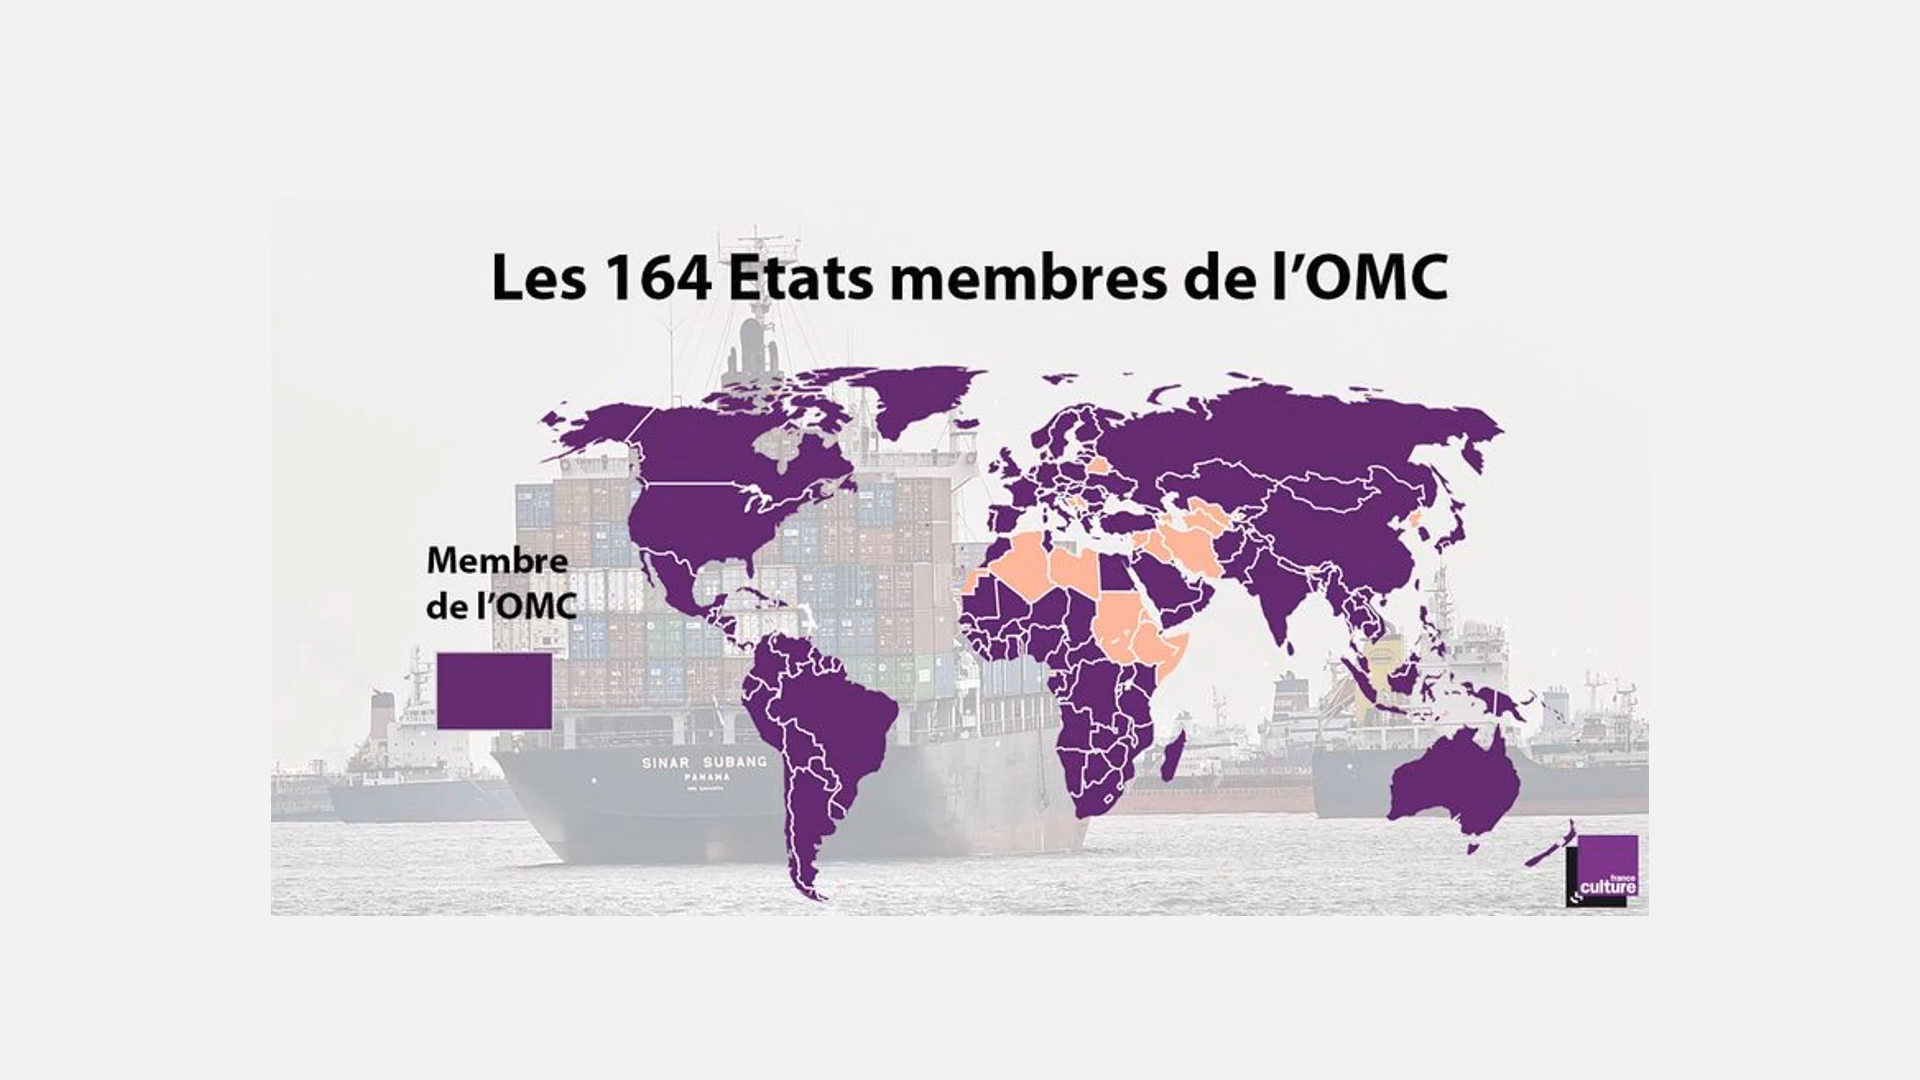 Les 164 Etats membres de l’OMC
Membre
de l’OMC
SINAR SUBANG
PANAMA
france
culture